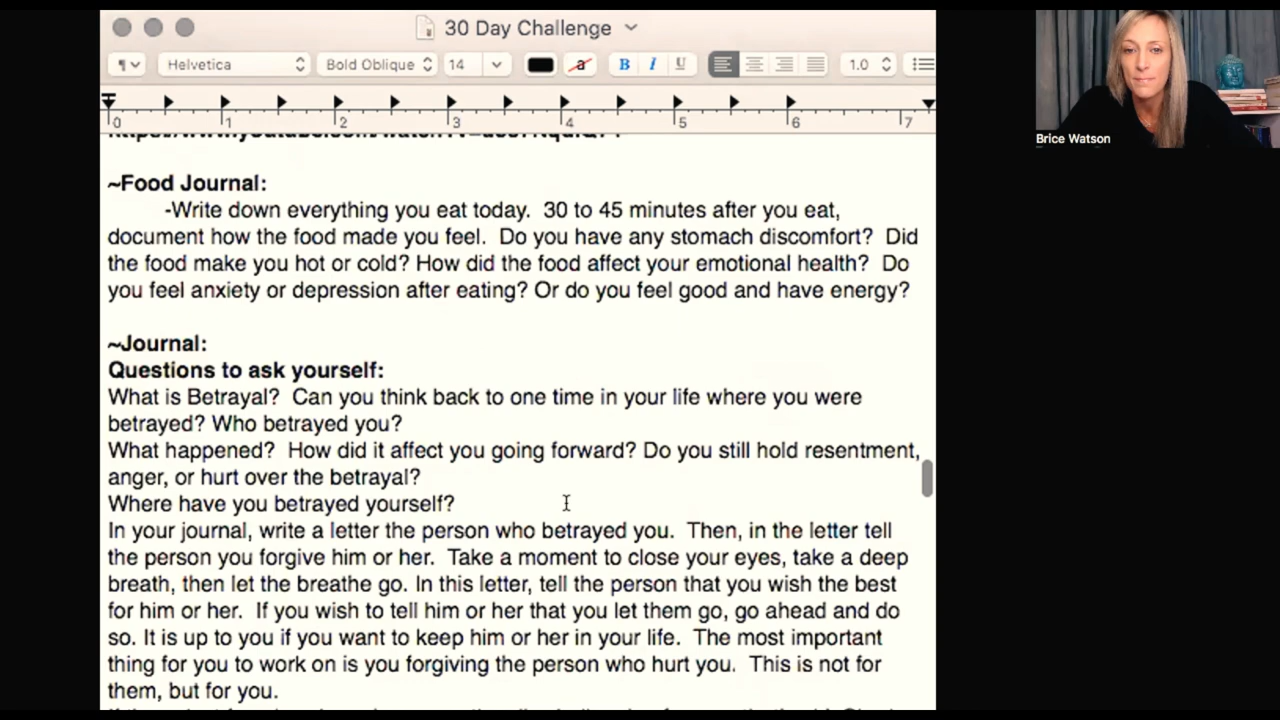 30 Day Challenge
Helvetica Bold Oblique 14 a B I U 1.0
0 1 2 3 4 5 6 7
~Food Journal:
-Write down everything you eat today.  30 to 45 minutes after you eat,
document how the food made you feel.  Do you have any stomach discomfort?  Did
the food make you hot or cold? How did the food affect your emotional health?  Do
you feel anxiety or depression after eating? Or do you feel good and have energy?
~Journal:
Questions to ask yourself:
What is Betrayal?  Can you think back to one time in your life where you were
betrayed? Who betrayed you?
What happened?  How did it affect you going forward? Do you still hold resentment,
anger, or hurt over the betrayal?
Where have you betrayed yourself?
In your journal, write a letter the person who betrayed you.  Then, in the letter tell
the person you forgive him or her.  Take a moment to close your eyes, take a deep
breath, then let the breathe go. In this letter, tell the person that you wish the best
for him or her.  If you wish to tell him or her that you let them go, go ahead and do
so. It is up to you if you want to keep him or her in your life.  The most important
thing for you to work on is you forgiving the person who hurt you.  This is not for
them, but for you.
Brice Watson